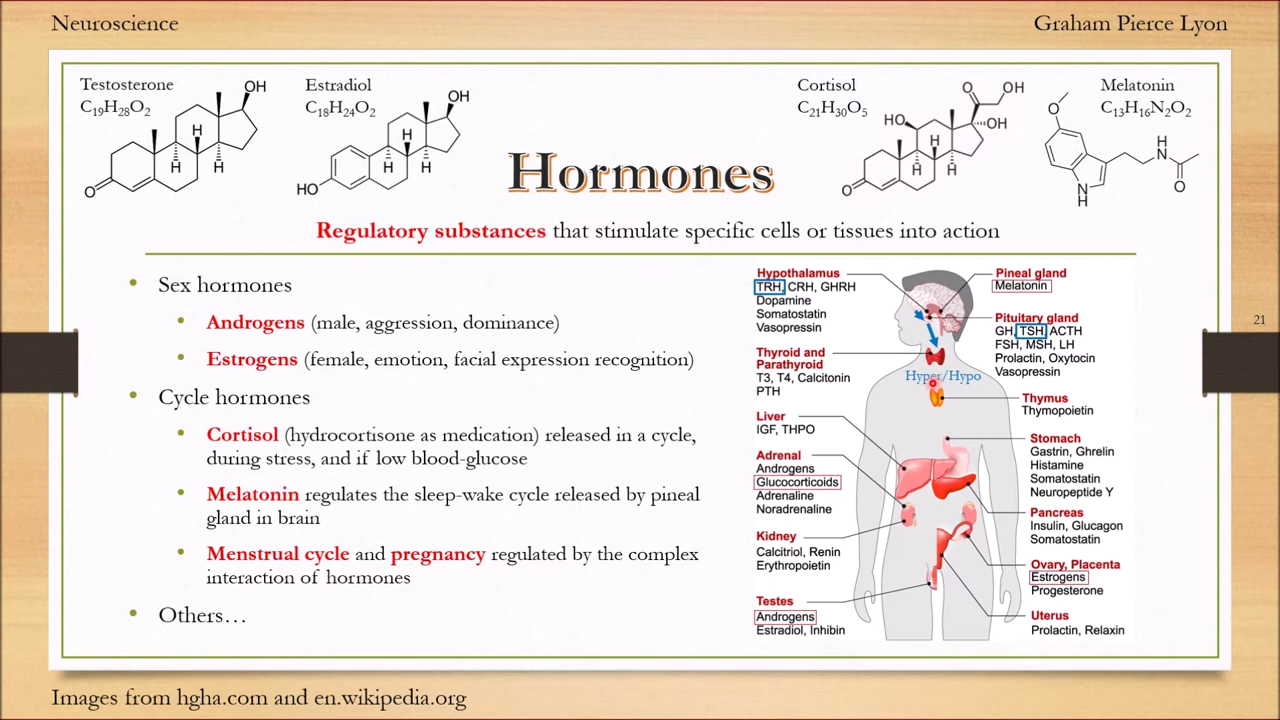 Neuroscience
Graham Pierce Lyon
Testosterone
C₁₉H₂₈O₂
OH
H
H
H
O
Estradiol
C₁₈H₂₄O₂
OH
H
H
H
HO
Cortisol
C₂₁H₃₀O₅
O
OH
HO
OH
H
H
H
O
Melatonin
C₁₃H₁₆N₂O₂
O
H
N
O
N
H
Hormones
Regulatory substances that stimulate specific cells or tissues into action
• Sex hormones
• Androgens (male, aggression, dominance)
• Estrogens (female, emotion, facial expression recognition)
• Cycle hormones
• Cortisol (hydrocortisone as medication) released in a cycle,
during stress, and if low blood-glucose
• Melatonin regulates the sleep-wake cycle released by pineal
gland in brain
• Menstrual cycle and pregnancy regulated by the complex
interaction of hormones
• Others…
Hypothalamus
TRH, CRH, GHRH
Dopamine
Somatostatin
Vasopressin
Thyroid and
Parathyroid
T3, T4, Calcitonin
PTH
Liver
IGF, THPO
Adrenal
Androgens
Glucocorticoids
Adrenaline
Noradrenaline
Kidney
Calcitriol, Renin
Erythropoietin
Testes
Androgens
Estradiol, Inhibin
Hyper/Hypo
Pineal gland
Melatonin
Pituitary gland
GH, TSH, ACTH
FSH, MSH, LH
Prolactin, Oxytocin
Vasopressin
Thymus
Thymopoietin
Stomach
Gastrin, Ghrelin
Histamine
Somatostatin
Neuropeptide Y
Pancreas
Insulin, Glucagon
Somatostatin
Ovary, Placenta
Estrogens
Progesterone
Uterus
Prolactin, Relaxin
21
Images from hgha.com and en.wikipedia.org